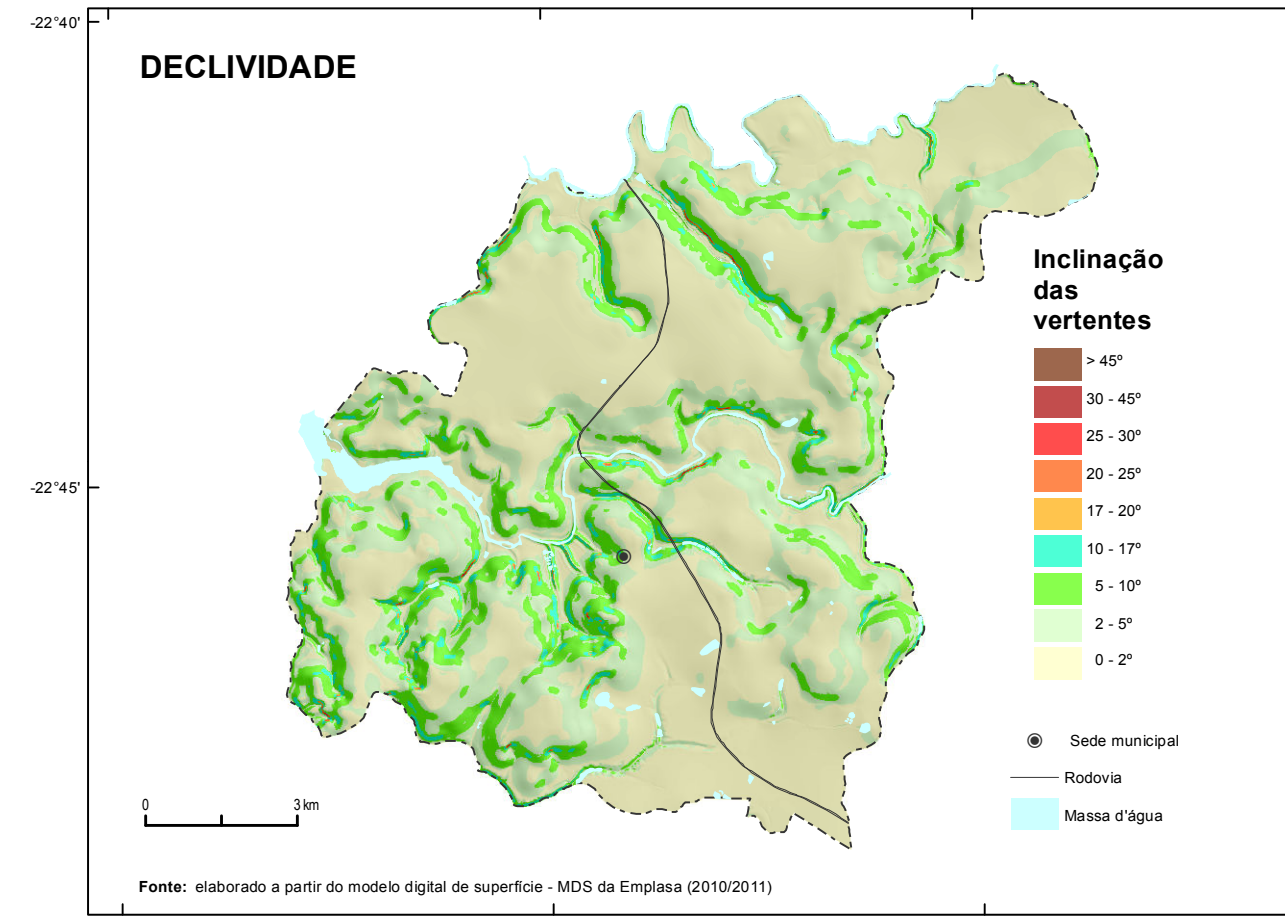 -22°40'
DECLIVIDADE
Inclinação
das
vertentes
> 45º
30 - 45º
25 - 30º
20 - 25º
17 - 20º
10 - 17º
5 - 10º
2 - 5º
0 - 2º
-22°45'
Sede municipal
Rodovia
Massa d'água
0 3 km
Fonte: elaborado a partir do modelo digital de superfície - MDS da Emplasa (2010/2011)